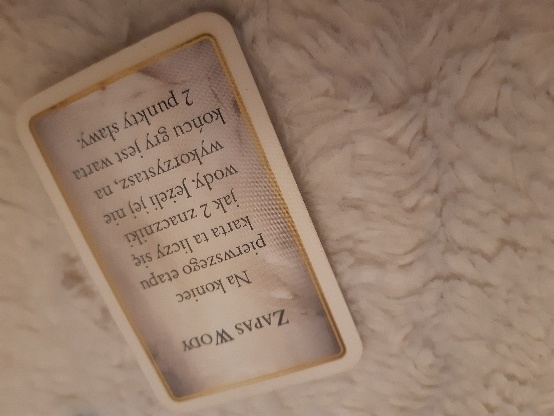 Zapas Wody
Na koniec
pierwszego etapu
karta ta liczy się
jak 2 znaczniki
wody. Jeżeli jej nie
wykorzystasz, na
końcu gry jest warta
2 punkty sławy.